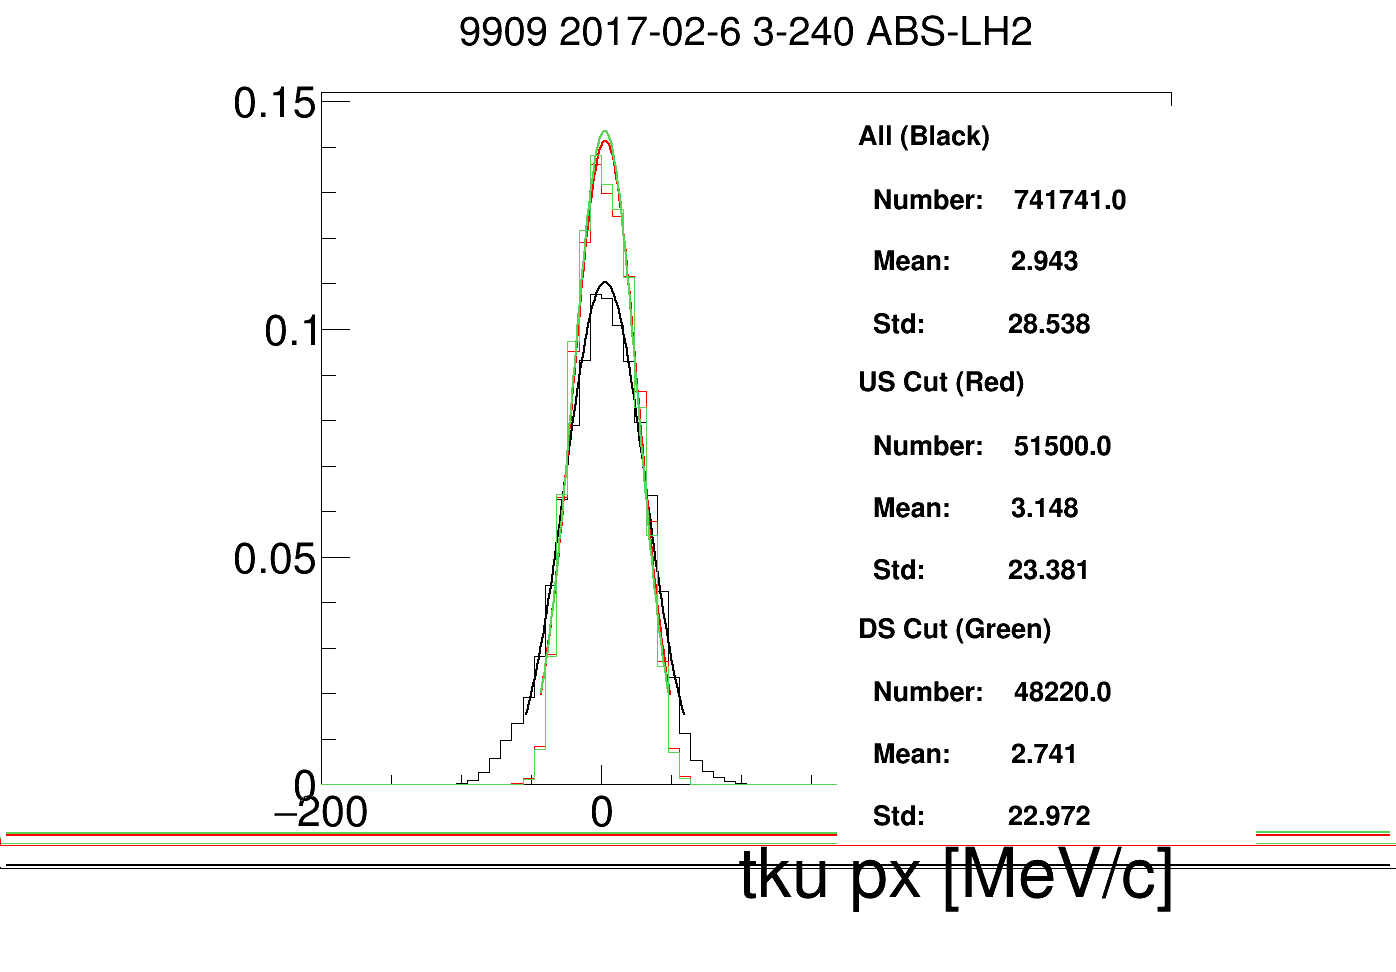 9909 2017-02-6 3-240 ABS-LH2
0.15
0.1
0.05
0
−200 0
All (Black)
Number: 741741.0
Mean: 2.943
Std: 28.538
US Cut (Red)
Number: 51500.0
Mean: 3.148
Std: 23.381
DS Cut (Green)
Number: 48220.0
Mean: 2.741
Std: 22.972
tku px [MeV/c]